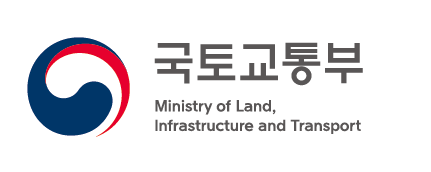 국토교통부
Ministry of Land,
Infrastructure and Transport